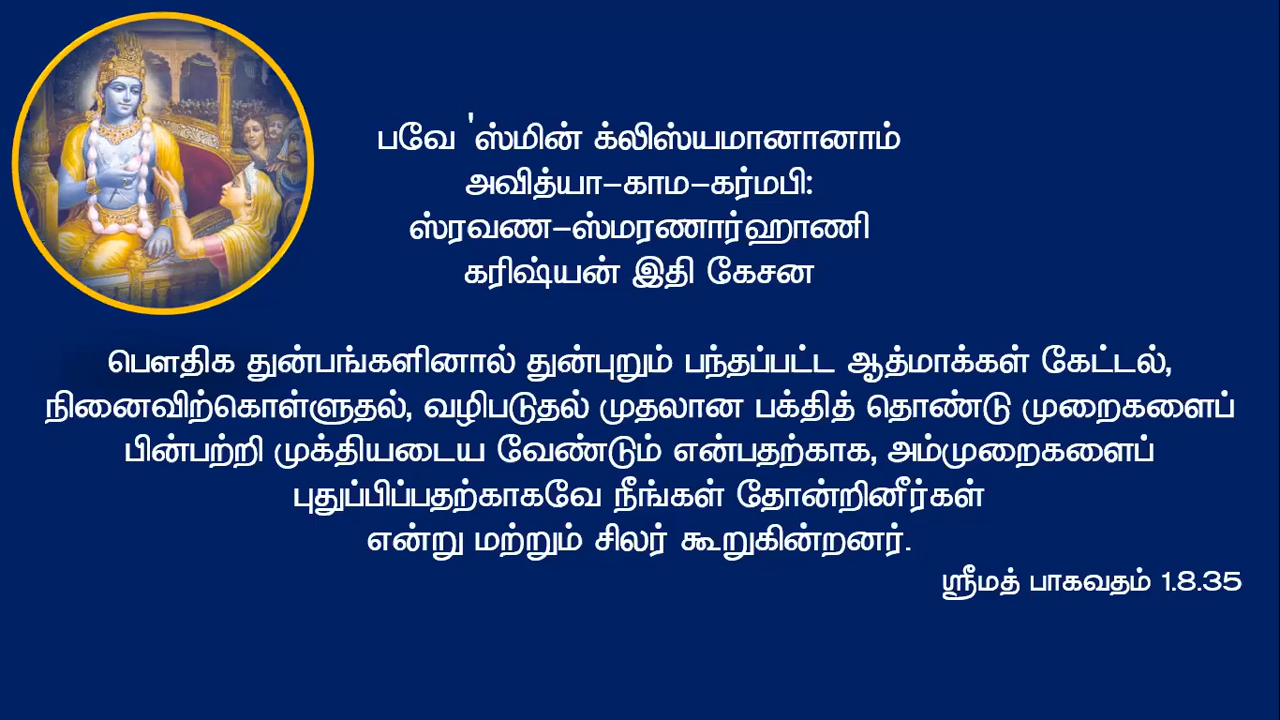 பவே 'ஸ்மின் க்லிஸ்யமானானாம்
அவித்யா-காம-கர்மபி:
ஸ்ரவண-ஸ்மரணார்ஹாணி
கரிஷ்யன் இதி கேசன
பௌதிக துன்பங்களினால் துன்புறும் பந்தப்பட்ட ஆத்மாக்கள் கேட்டல்,
நினைவிற்கொள்ளுதல், வழிபடுதல் முதலான பக்தித் தொண்டு முறைகளைப்
பின்பற்றி முக்தியடைய வேண்டும் என்பதற்காக, அம்முறைகளைப்
புதுப்பிப்பதற்காகவே நீங்கள் தோன்றினீர்கள்
என்று மற்றும் சிலர் கூறுகின்றனர்.
ஸ்ரீமத் பாகவதம் 1.8.35